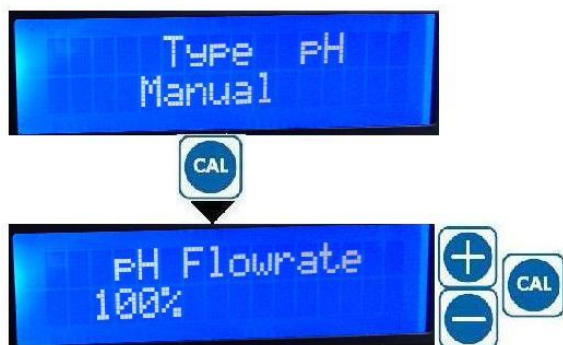 Type pH
Manual
CAL
pH Flowrate
100%
+
CAL
−